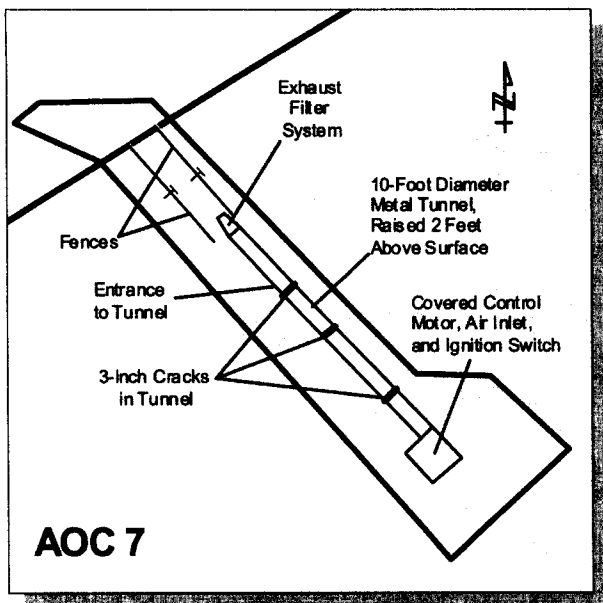 Exhaust
Filter
System
10-Foot Diameter
Metal Tunnel,
Raised 2 Feet
Above Surface
Fences
Entrance
to Tunnel
Covered Control
Motor, Air Inlet,
and Ignition Switch
3-Inch Cracks
in Tunnel
AOC 7